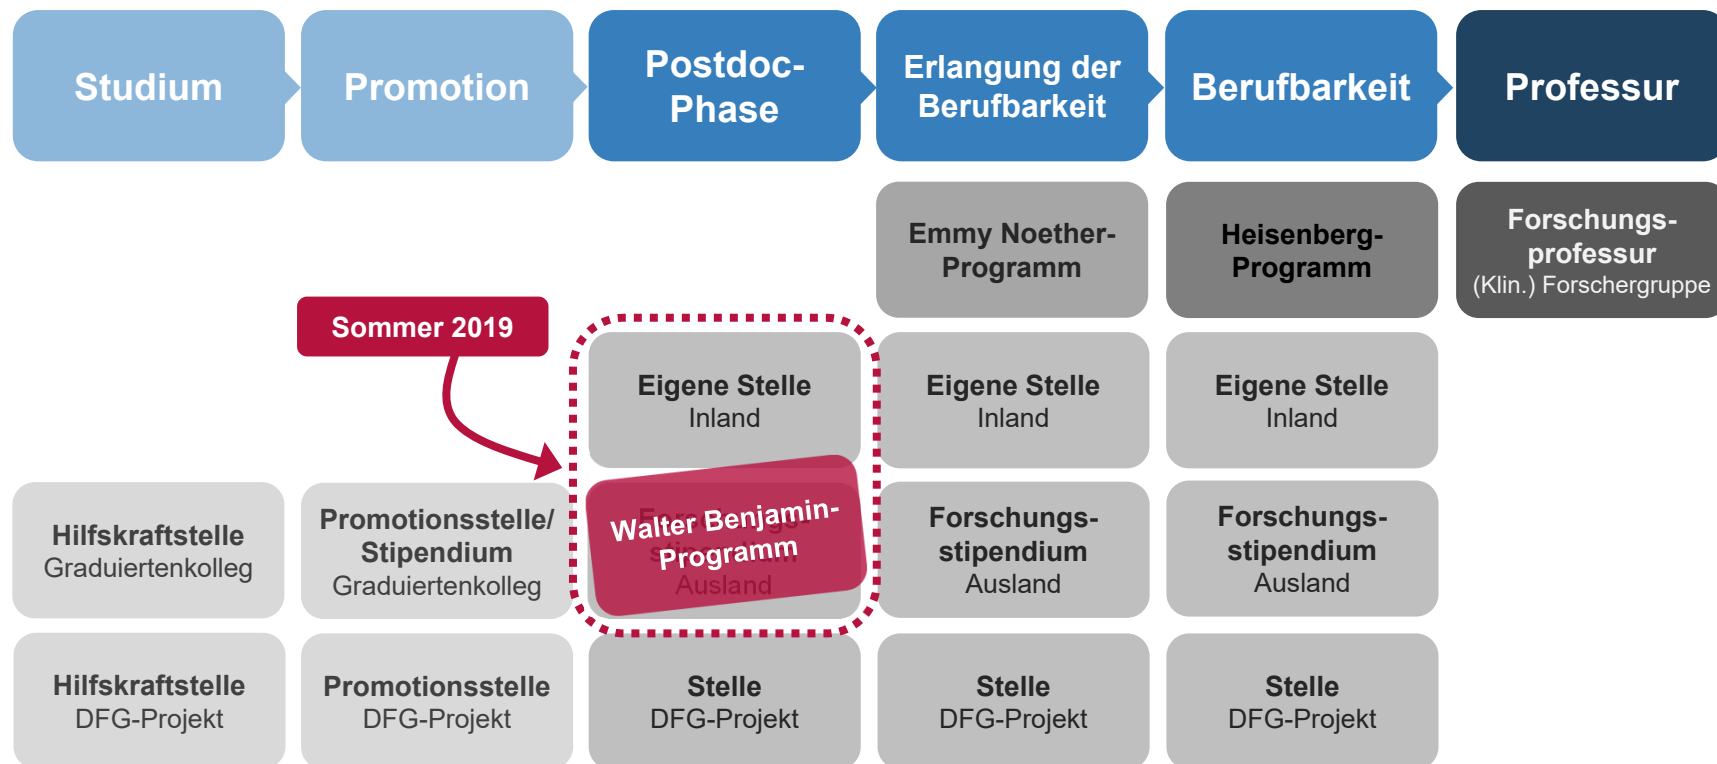 Studium
Promotion
Postdoc-
Phase
Erlangung der
Berufbarkeit
Berufbarkeit
Professur
Emmy Noether-
Programm
Heisenberg-
Programm
Forschungs-
professur
(Klin.) Forschergruppe
Sommer 2019
Eigene Stelle
Inland
Eigene Stelle
Inland
Eigene Stelle
Inland
Hilfskraftstelle
Graduiertenkolleg
Promotionsstelle/
Stipendium
Graduiertenkolleg
Walter Benjamin-
Programm
Forschungs-
stipendium
Ausland
Forschungs-
stipendium
Ausland
Forschungs-
stipendium
Ausland
Hilfskraftstelle
DFG-Projekt
Promotionsstelle
DFG-Projekt
Stelle
DFG-Projekt
Stelle
DFG-Projekt
Stelle
DFG-Projekt